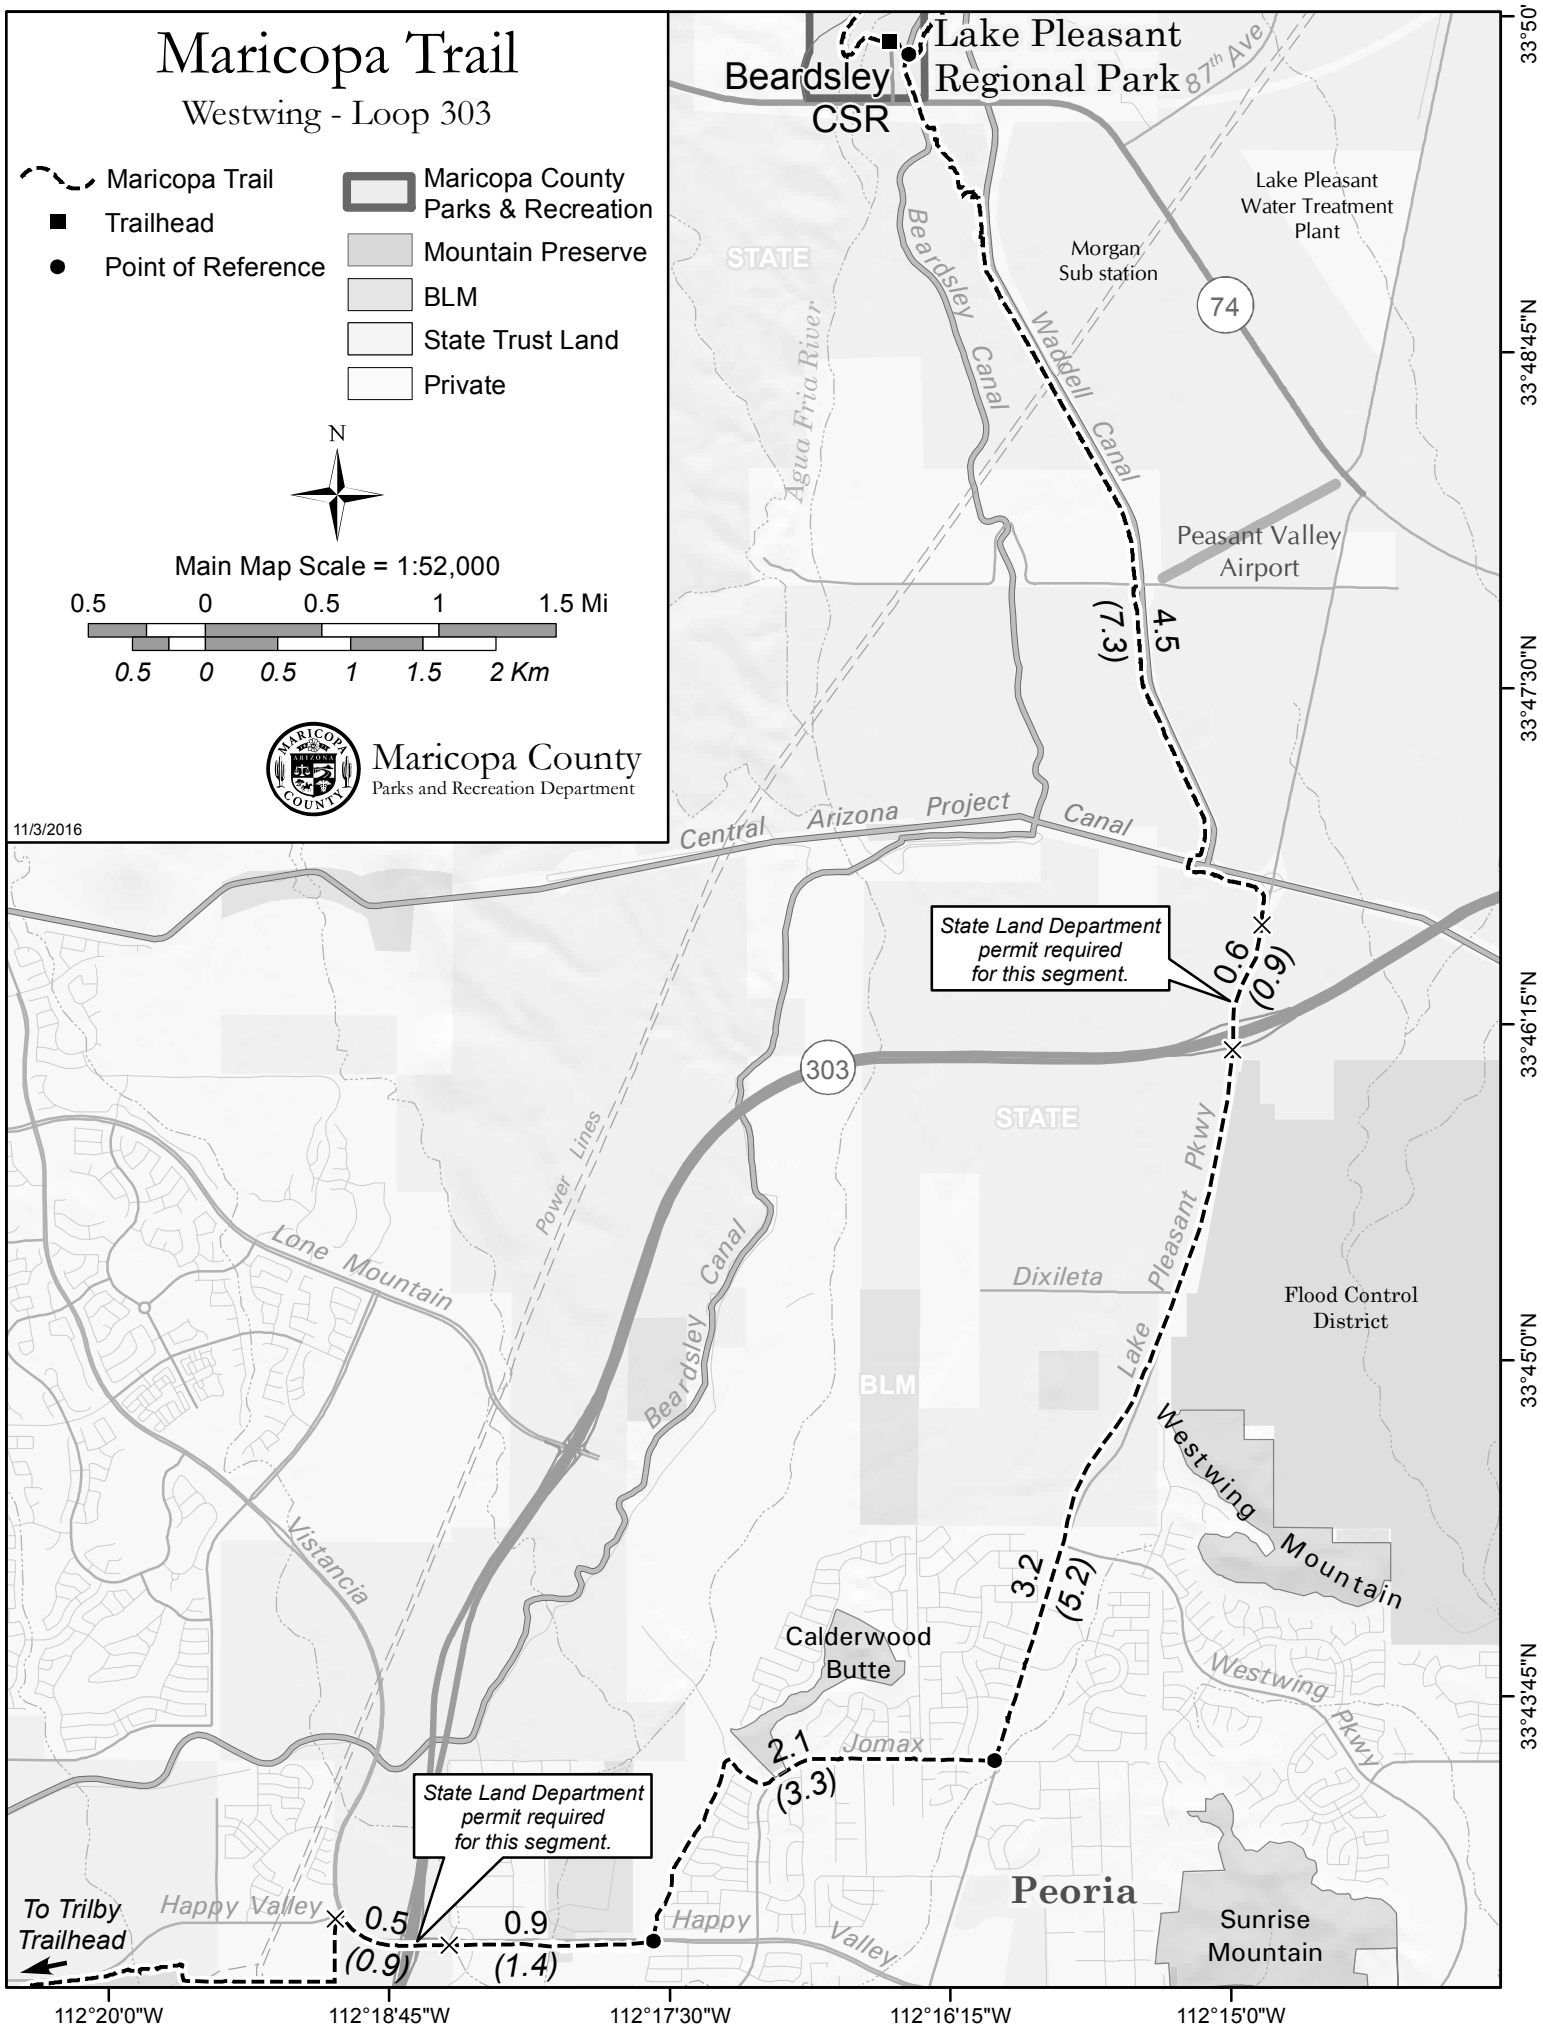 Maricopa Trail
Westwing - Loop 303
Maricopa Trail
Trailhead
Point of Reference
Maricopa County
Parks & Recreation
Mountain Preserve
BLM
State Trust Land
Private
N
Main Map Scale = 1:52,000
0.5 0 0.5 1 1.5 Mi
0.5 0 0.5 1 1.5 2 Km
MARICOPA
ARIZONA
COUNTY
Maricopa County
Parks and Recreation Department
11/3/2016
Lake Pleasant
Regional Park
Beardsley
CSR
87th Ave
Lake Pleasant
Water Treatment
Plant
Morgan
Sub station
STATE
74
Beardsley Canal
Agua Fria River
Waddell Canal
Peasant Valley
Airport
4.5
(7.3)
Central Arizona Project Canal
State Land Department
permit required
for this segment.
0.6
(0.9)
303
STATE
Power Lines
Lake Pleasant Pkwy
Lone Mountain
Beardsley Canal
Dixileta
Flood Control
District
BLM
Westwing Mountain
Vistancia
3.2
(5.2)
Calderwood
Butte
Westwing Pkwy
2.1
(3.3)
Jomax
State Land Department
permit required
for this segment.
Peoria
Sunrise
Mountain
To Trilby
Trailhead
Happy Valley
0.5
(0.9)
0.9
(1.4)
Happy Valley
33°50'
33°48'45"N
33°47'30"N
33°46'15"N
33°45'0"N
33°43'45"N
112°20'0"W
112°18'45"W
112°17'30"W
112°16'15"W
112°15'0"W